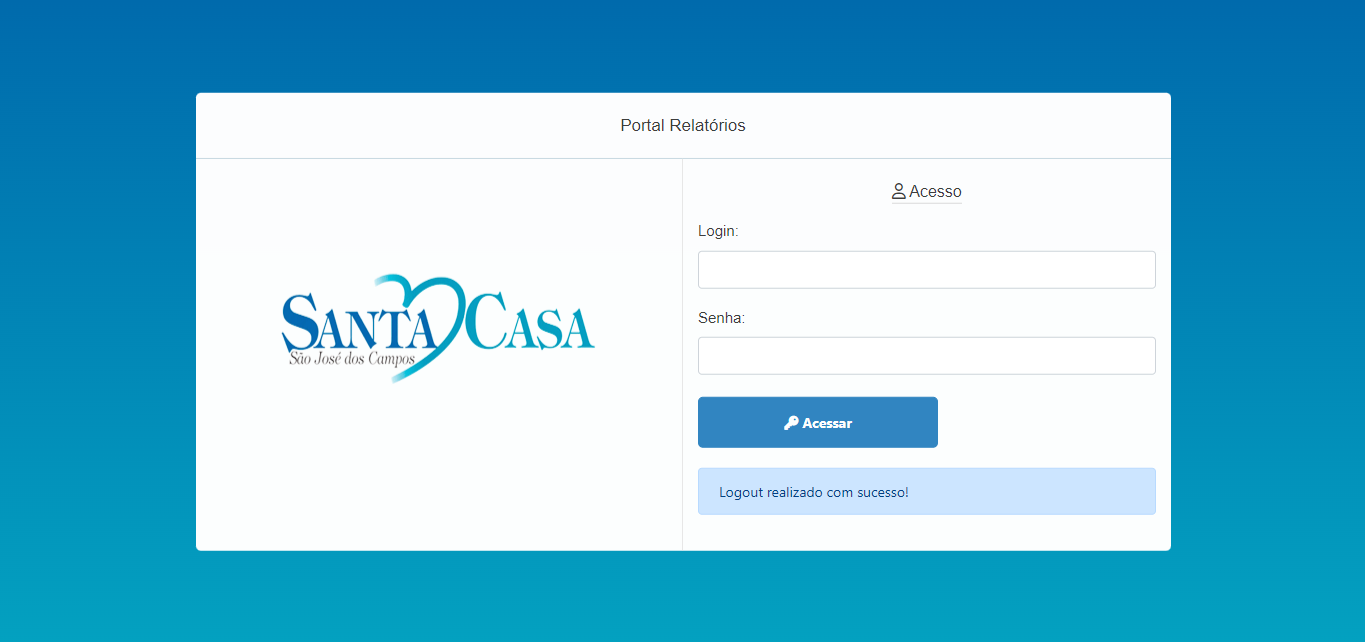 Portal Relatórios
SANTA CASA
São José dos Campos
Acesso
Login:
Senha:
Acessar
Logout realizado com sucesso!